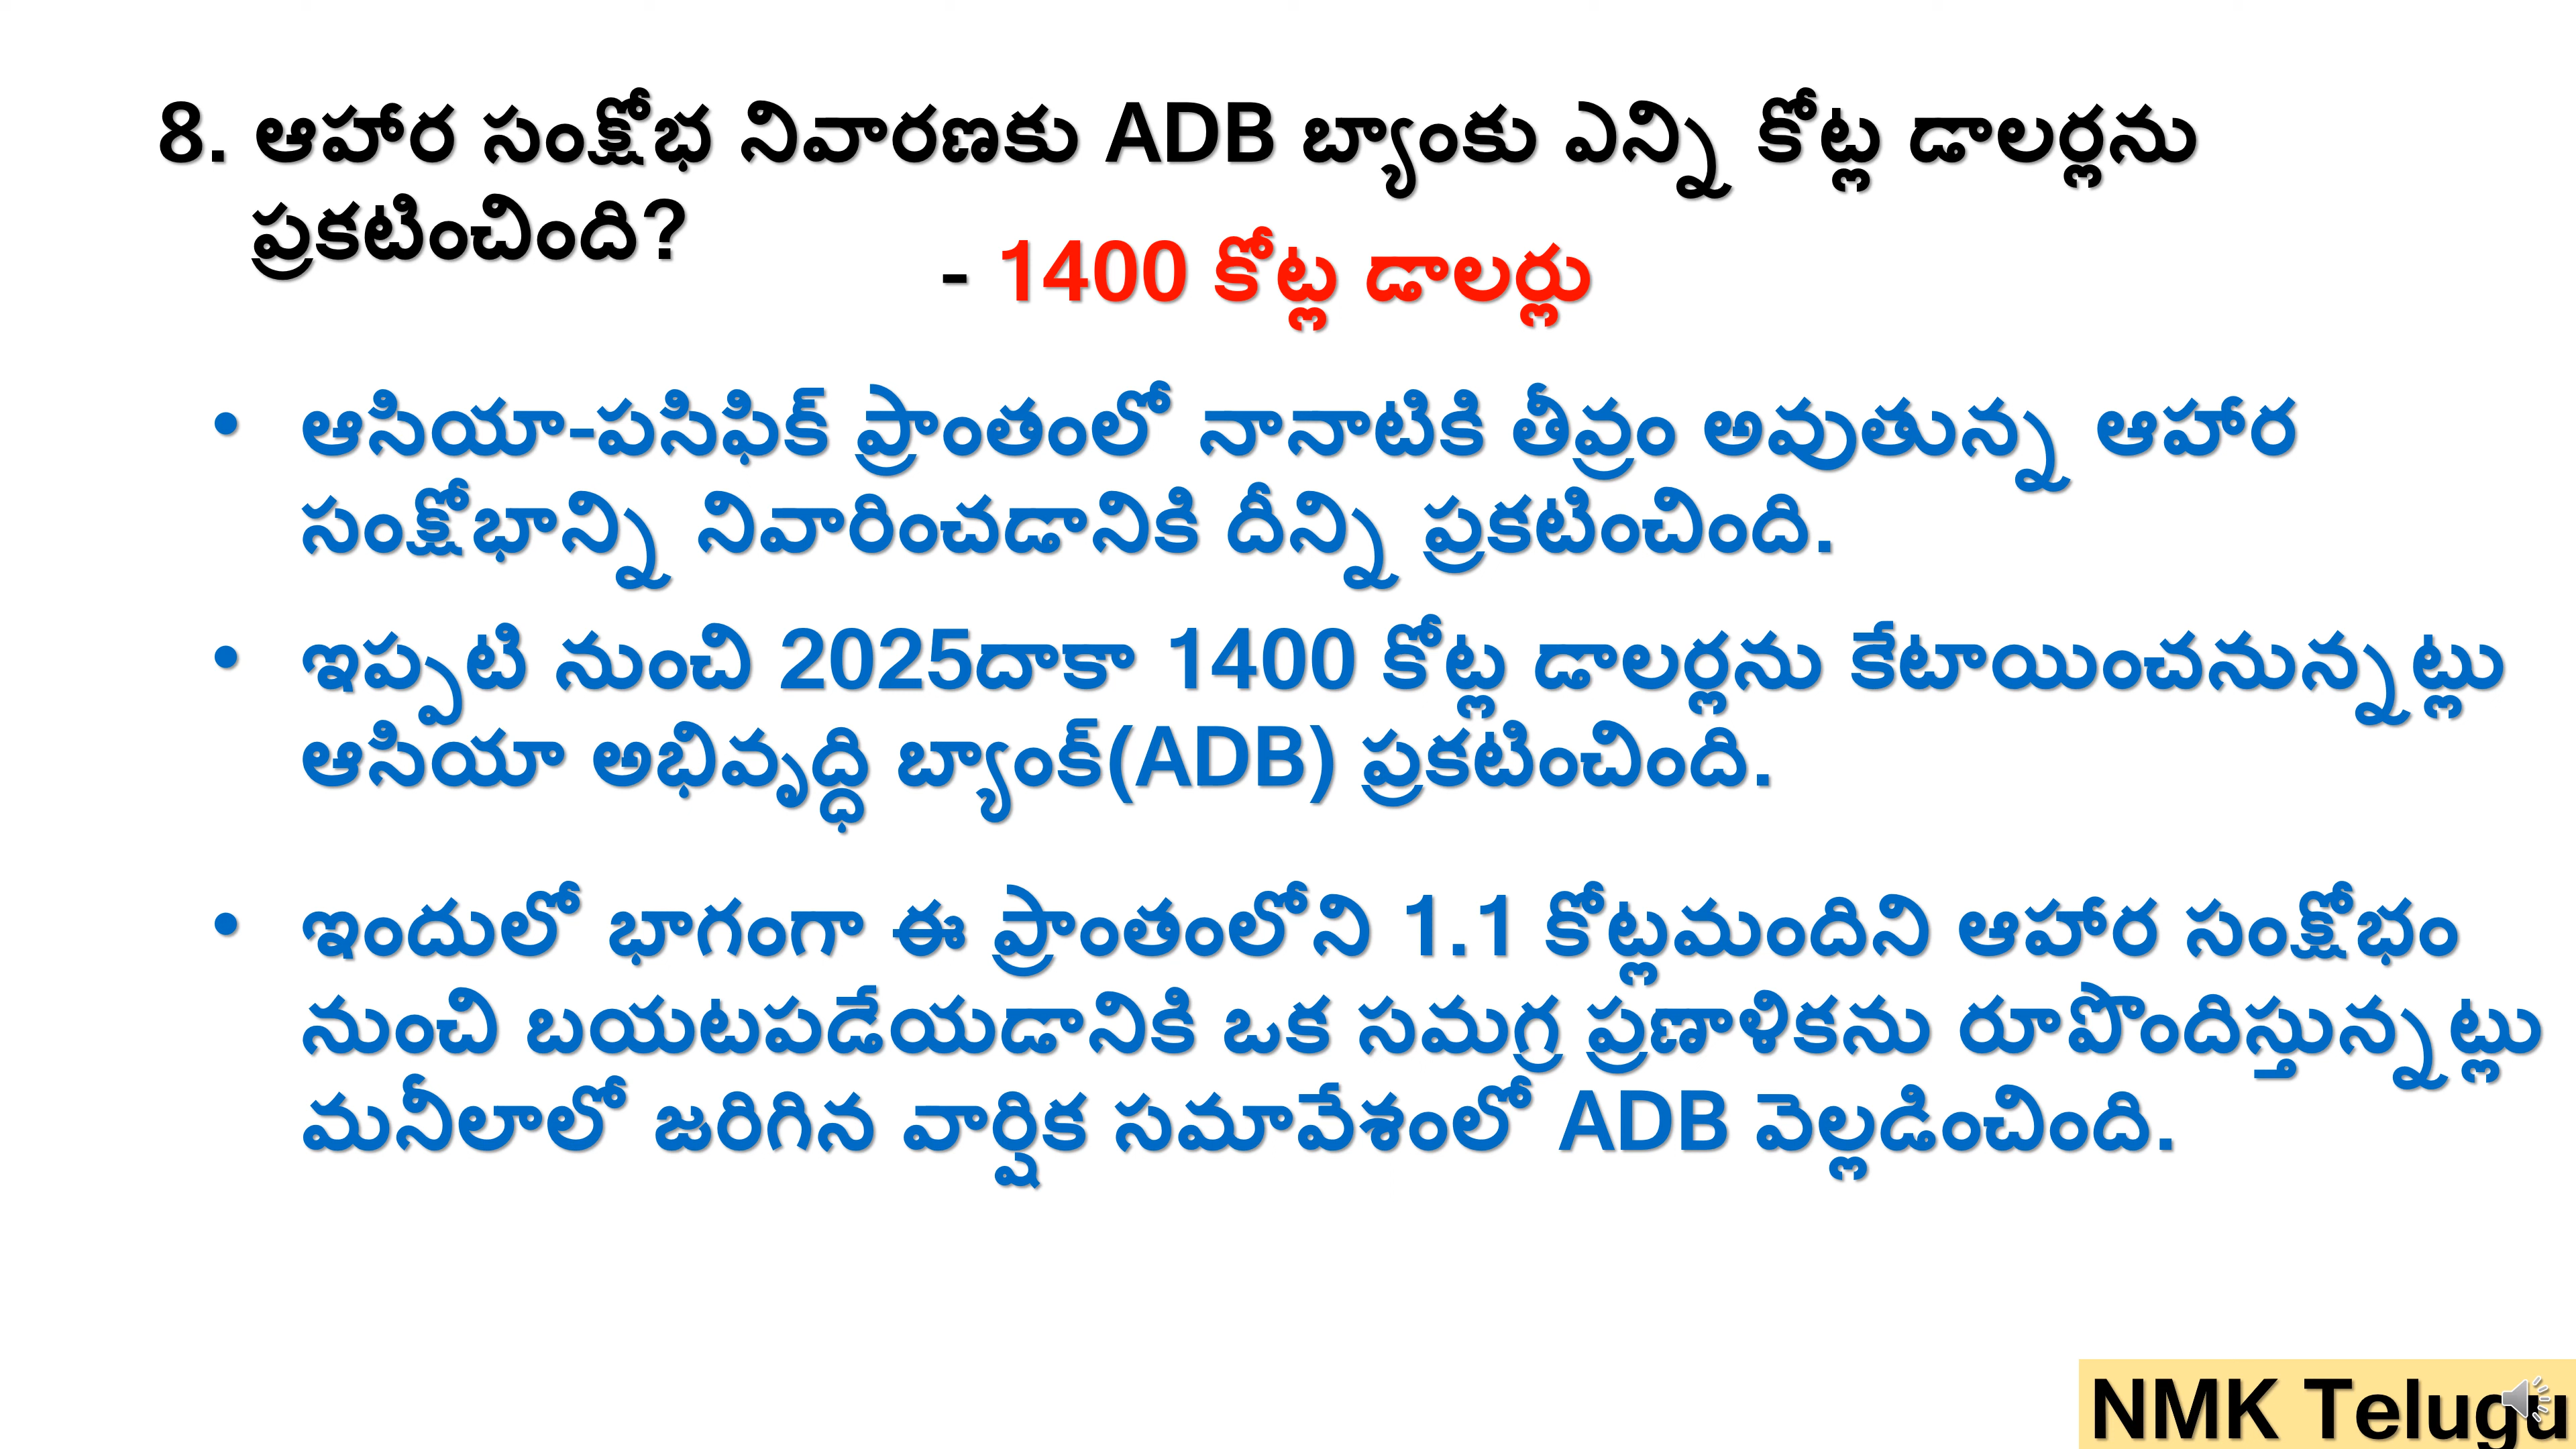 8. ఆహార సంక్షోభ నివారణకు ADB బ్యాంకు ఎన్ని కోట్ల డాలర్లను
ప్రకటించింది?
- 1400 కోట్ల డాలర్లు
• ఆసియా-పసిఫిక్ ప్రాంతంలో నానాటికి తీవ్రం అవుతున్న ఆహార
సంక్షోభాన్ని నివారించడానికి దీన్ని ప్రకటించింది.
• ఇప్పటి నుంచి 2025దాకా 1400 కోట్ల డాలర్లను కేటాయించనున్నట్లు
ఆసియా అభివృద్ధి బ్యాంక్(ADB) ప్రకటించింది.
• ఇందులో భాగంగా ఈ ప్రాంతంలోని 1.1 కోట్లమందిని ఆహార సంక్షోభం
నుంచి బయటపడేయడానికి ఒక సమగ్ర ప్రణాళికను రూపొందిస్తున్నట్లు
మనీలాలో జరిగిన వార్షిక సమావేశంలో ADB వెల్లడించింది.
NMK Telugu